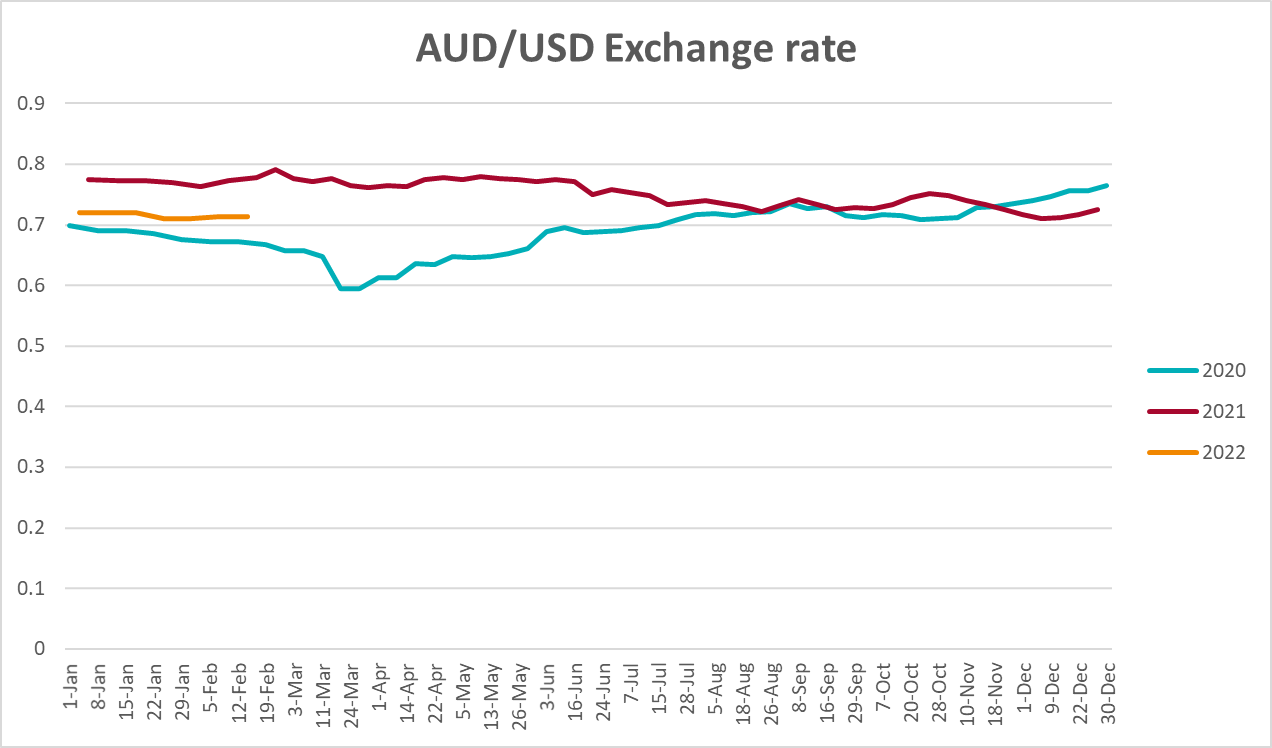 AUD/USD Exchange rate
0.9
0.8
0.7
0.6
0.5
0.4
0.3
0.2
0.1
0
1-Jan
8-Jan
15-Jan
22-Jan
29-Jan
5-Feb
12-Feb
19-Feb
3-Mar
11-Mar
24-Mar
1-Apr
14-Apr
22-Apr
5-May
13-May
26-May
3-Jun
16-Jun
24-Jun
7-Jul
15-Jul
28-Jul
5-Aug
18-Aug
26-Aug
8-Sep
16-Sep
29-Sep
7-Oct
20-Oct
28-Oct
10-Nov
18-Nov
1-Dec
9-Dec
22-Dec
30-Dec
2020
2021
2022